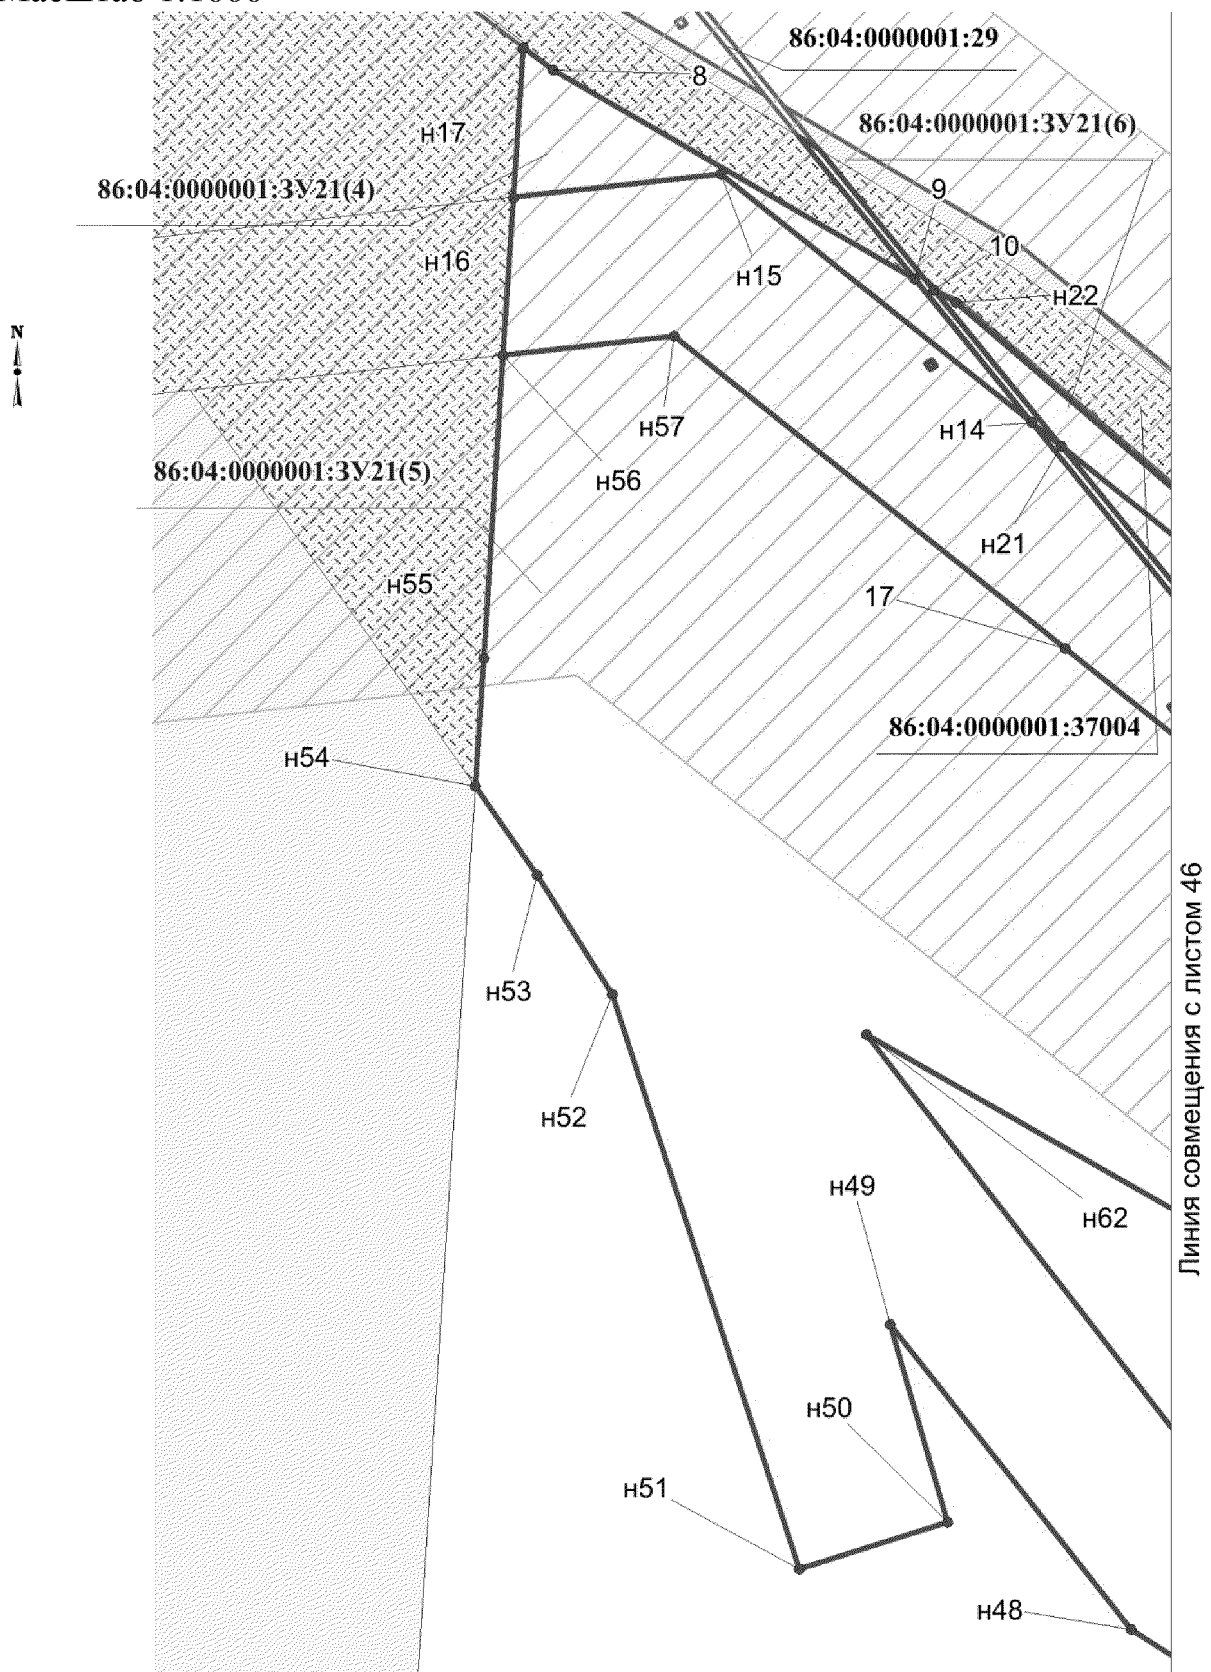 86:04:0000001:29
8
86:04:0000001:ЗУ21(6)
н17
86:04:0000001:ЗУ21(4)
9
10
н16
н15
н22
N
н57
н14
86:04:0000001:ЗУ21(5)
н56
н21
н55
17
86:04:0000001:37004
н54
н53
Линия совмещения с листом 46
н52
н49
н62
н50
н51
н48